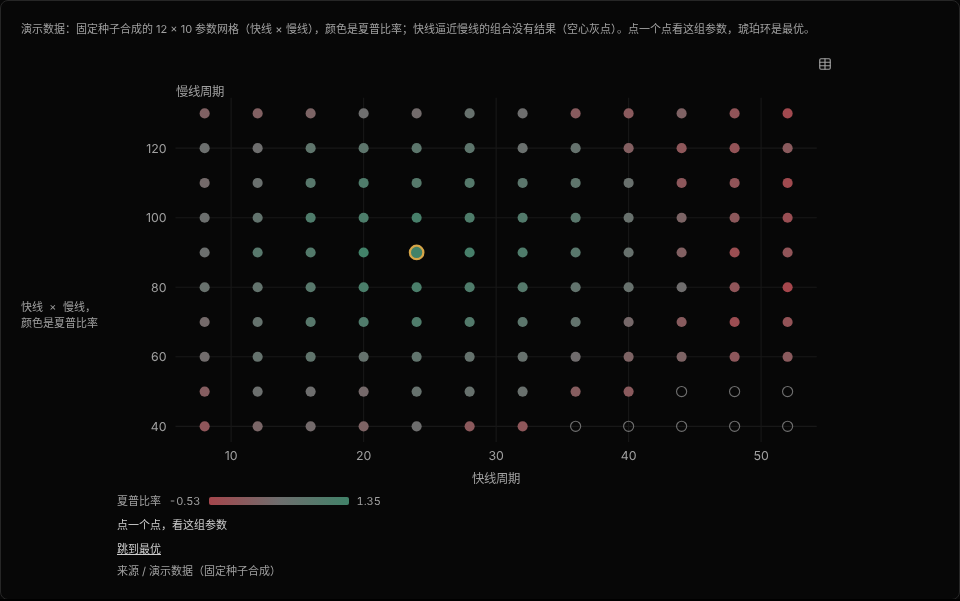 演示数据：固定种子合成的 12 × 10 参数网格（快线 × 慢线），颜色是夏普比率；快线逼近慢线的组合没有结果（空心灰点）。点一个点看这组参数，琥珀环是最优。
慢线周期
120
100
80
60
40
快线 × 慢线，
颜色是夏普比率
10 20 30 40 50
快线周期
夏普比率 -0.53 1.35
点一个点，看这组参数
跳到最优
来源 / 演示数据（固定种子合成）